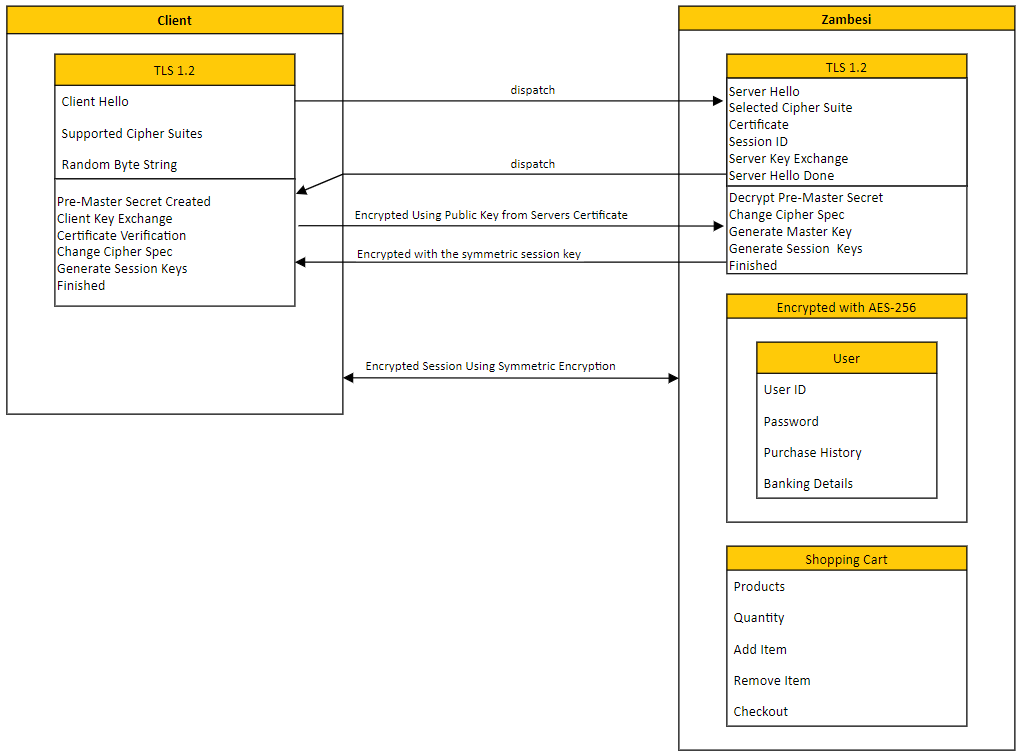 Client
TLS 1.2
Client Hello
Supported Cipher Suites
Random Byte String
Pre-Master Secret Created
Client Key Exchange
Certificate Verification
Change Cipher Spec
Generate Session Keys
Finished
dispatch
dispatch
Encrypted Using Public Key from Servers Certificate
Encrypted with the symmetric session key
Encrypted Session Using Symmetric Encryption
Zambesi
TLS 1.2
Server Hello
Selected Cipher Suite
Certificate
Session ID
Server Key Exchange
Server Hello Done
Decrypt Pre-Master Secret
Change Cipher Spec
Generate Master Key
Generate Session Keys
Finished
Encrypted with AES-256
User
User ID
Password
Purchase History
Banking Details
Shopping Cart
Products
Quantity
Add Item
Remove Item
Checkout